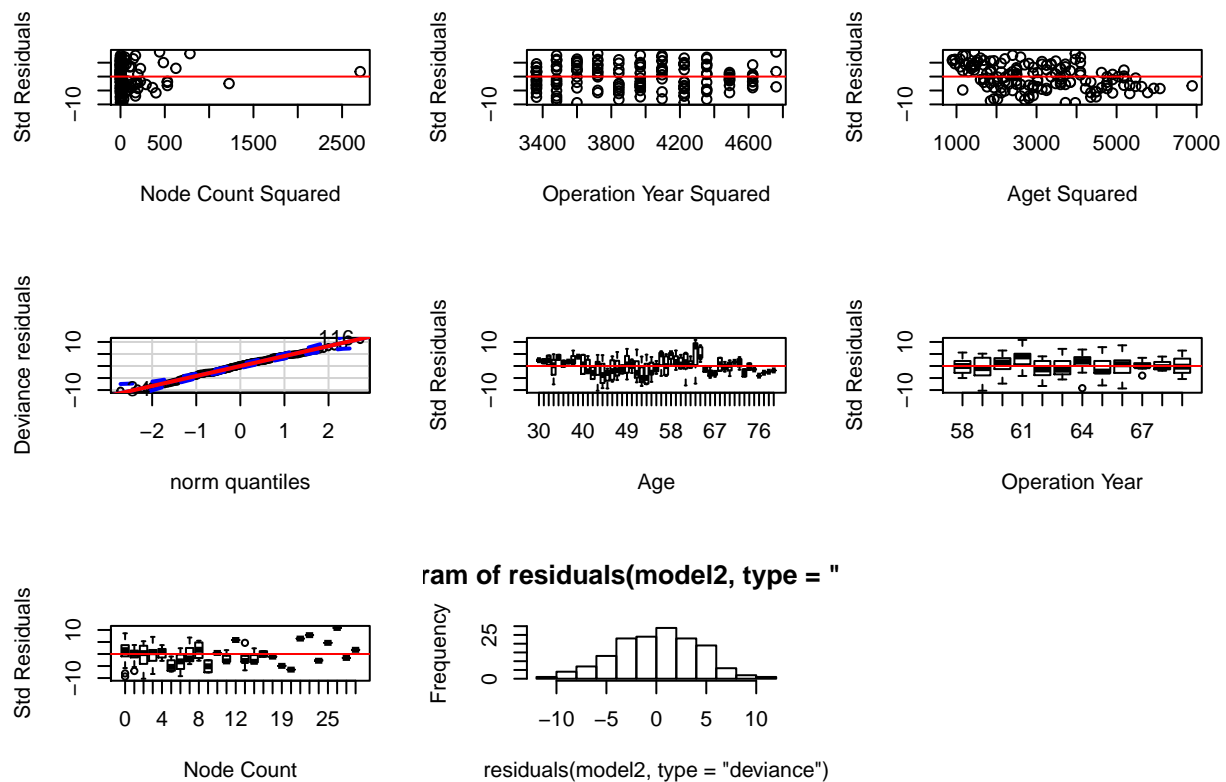 Std Residuals
−10
0 500 1500 2500
Node Count Squared
Std Residuals
−10
3400 3800 4200 4600
Operation Year Squared
Std Residuals
−10
1000 3000 5000 7000
Aget Squared
Deviance residuals
−10 10
116
−2 −1 0 1 2
norm quantiles
Std Residuals
−10 10
30 40 49 58 67 76
Age
Std Residuals
−10 10
58 61 64 67
Operation Year
Std Residuals
−10 10
0 4 8 12 19 25
Node Count
ram of residuals(model2, type = "
Frequency
0 25
−10 −5 0 5 10
residuals(model2, type = "deviance")